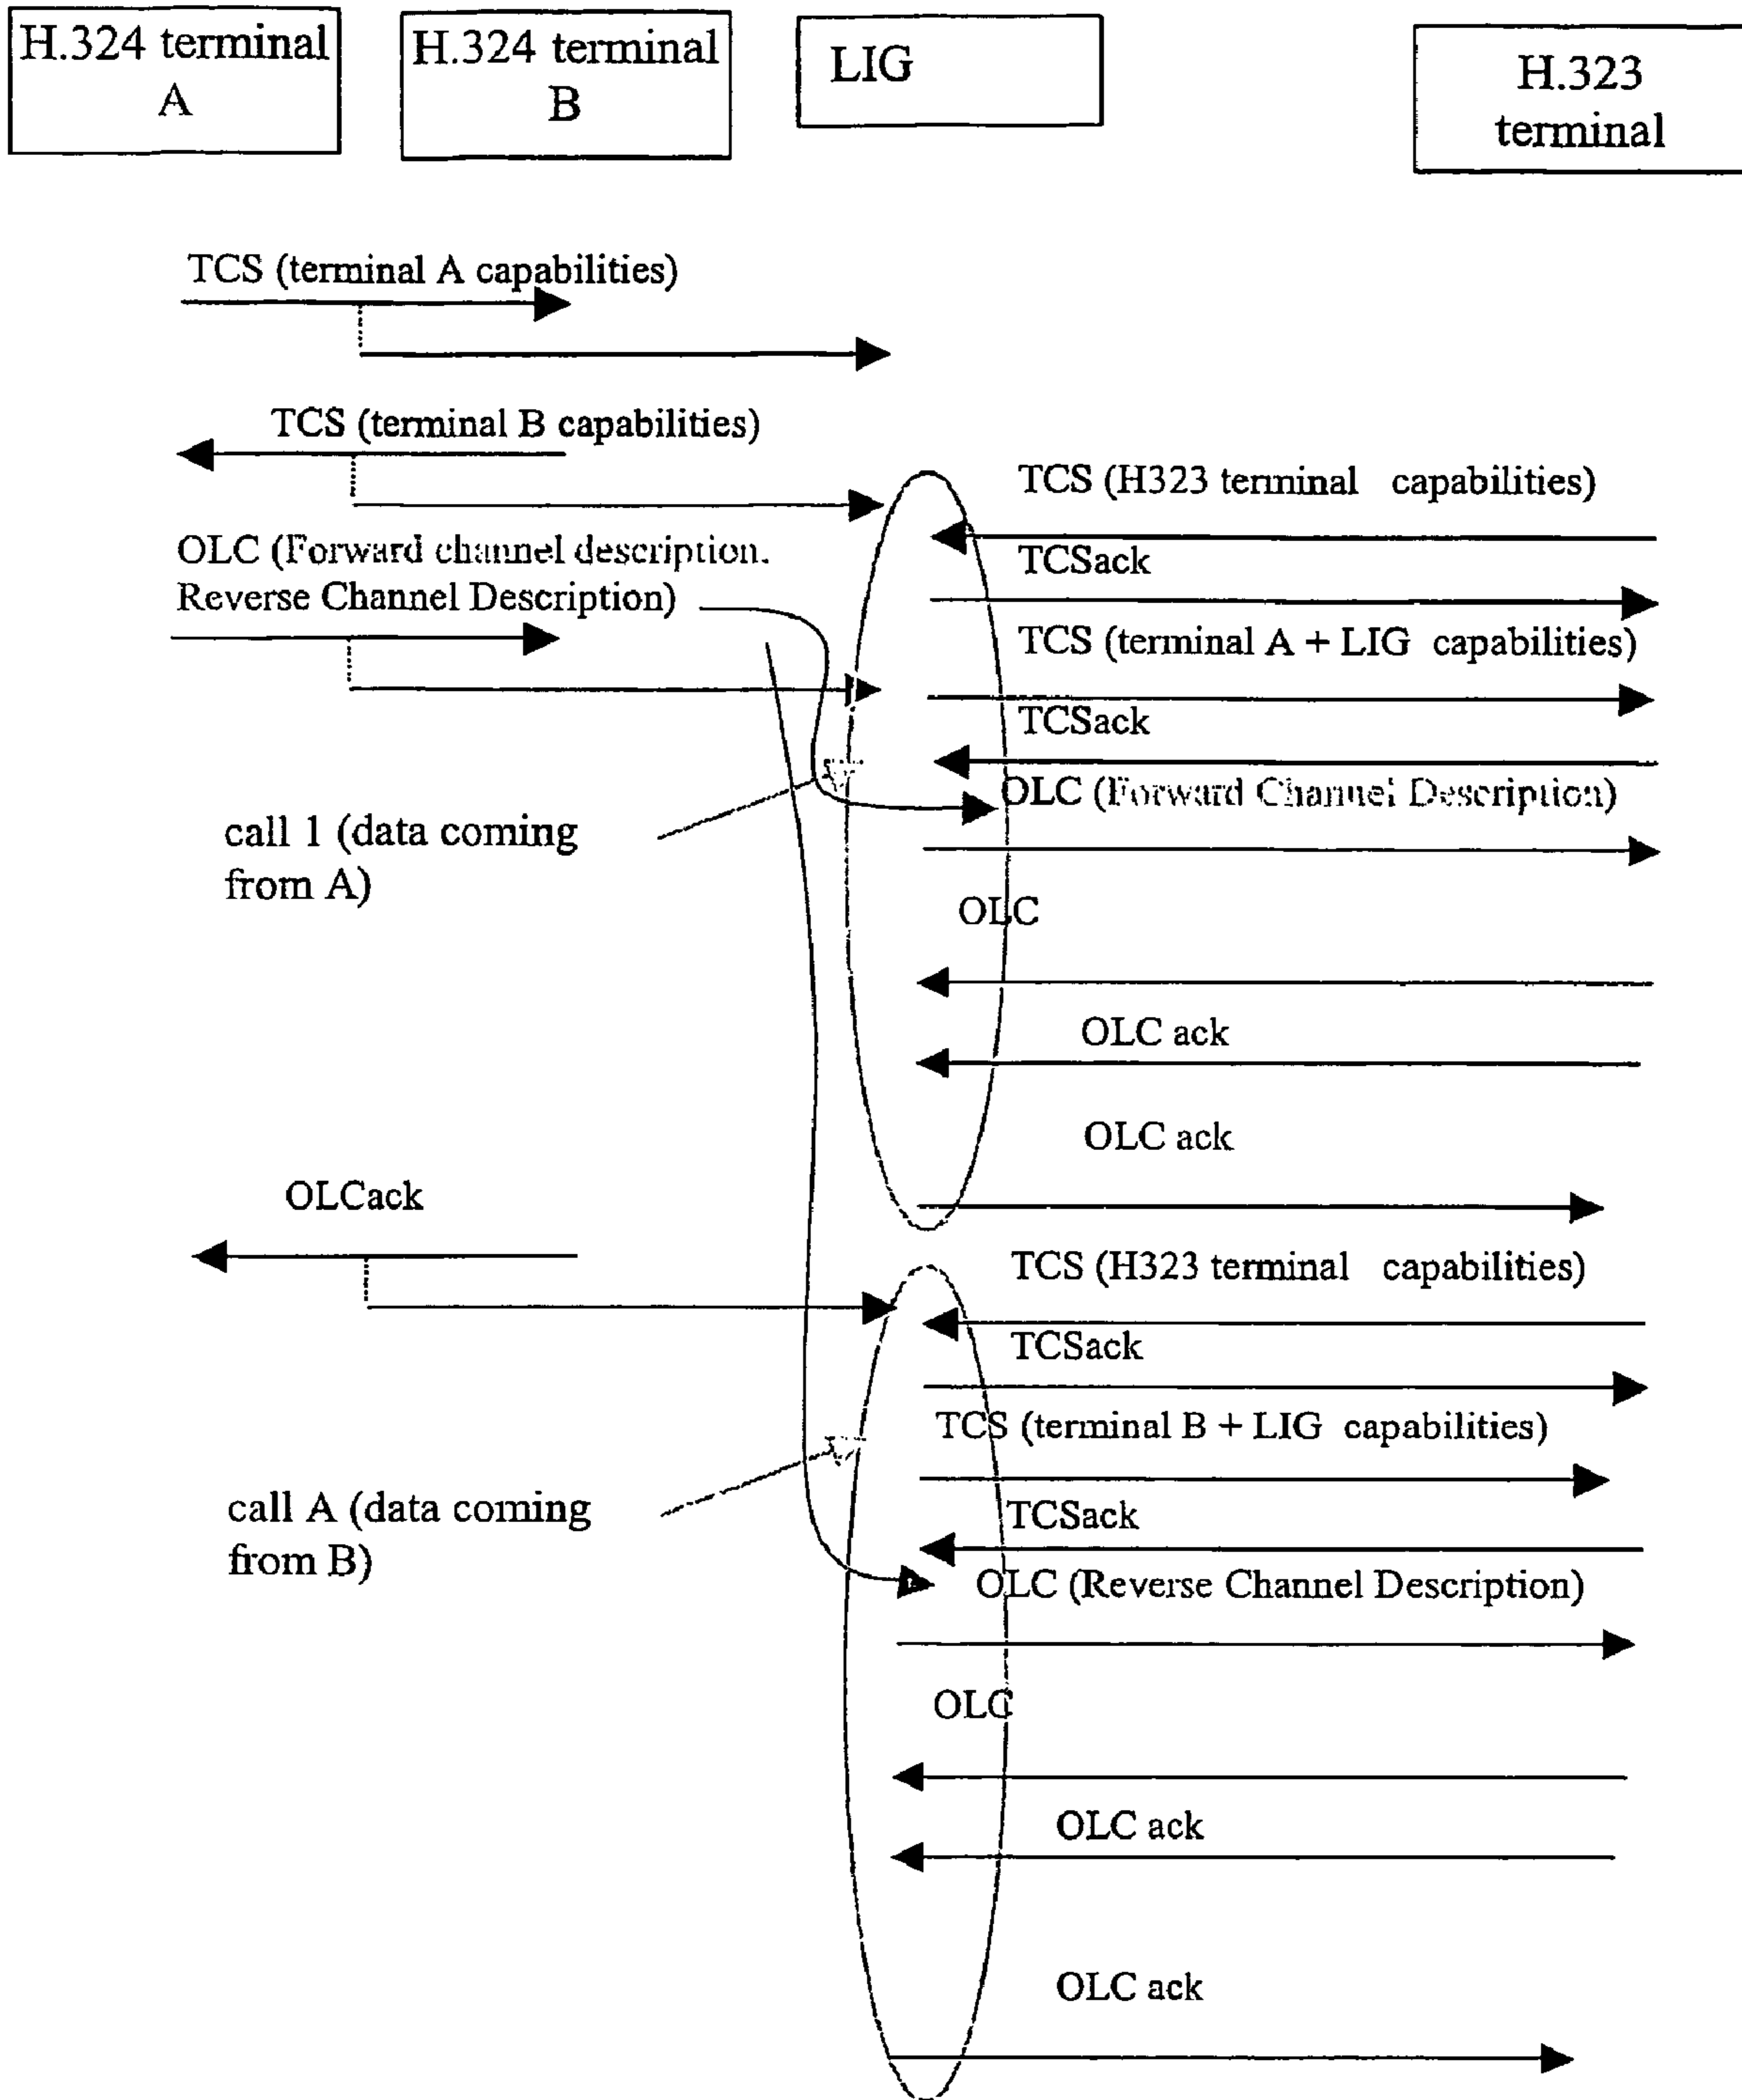 H.324 terminal
A
H.324 terminal
B
LIG
H.323
terminal
TCS (terminal A capabilities)
TCS (terminal B capabilities)
TCS (H323 terminal capabilities)
OLC (Forward channel description.
Reverse Channel Description)
TCSack
TCS (terminal A + LIG capabilities)
TCSack
OLC (Forward Channel Description)
call 1 (data coming
from A)
OLC
OLC ack
OLC ack
OLCack
TCS (H323 terminal capabilities)
TCSack
TCS (terminal B + LIG capabilities)
call A (data coming
from B)
TCSack
OLC (Reverse Channel Description)
OLC
OLC ack
OLC ack